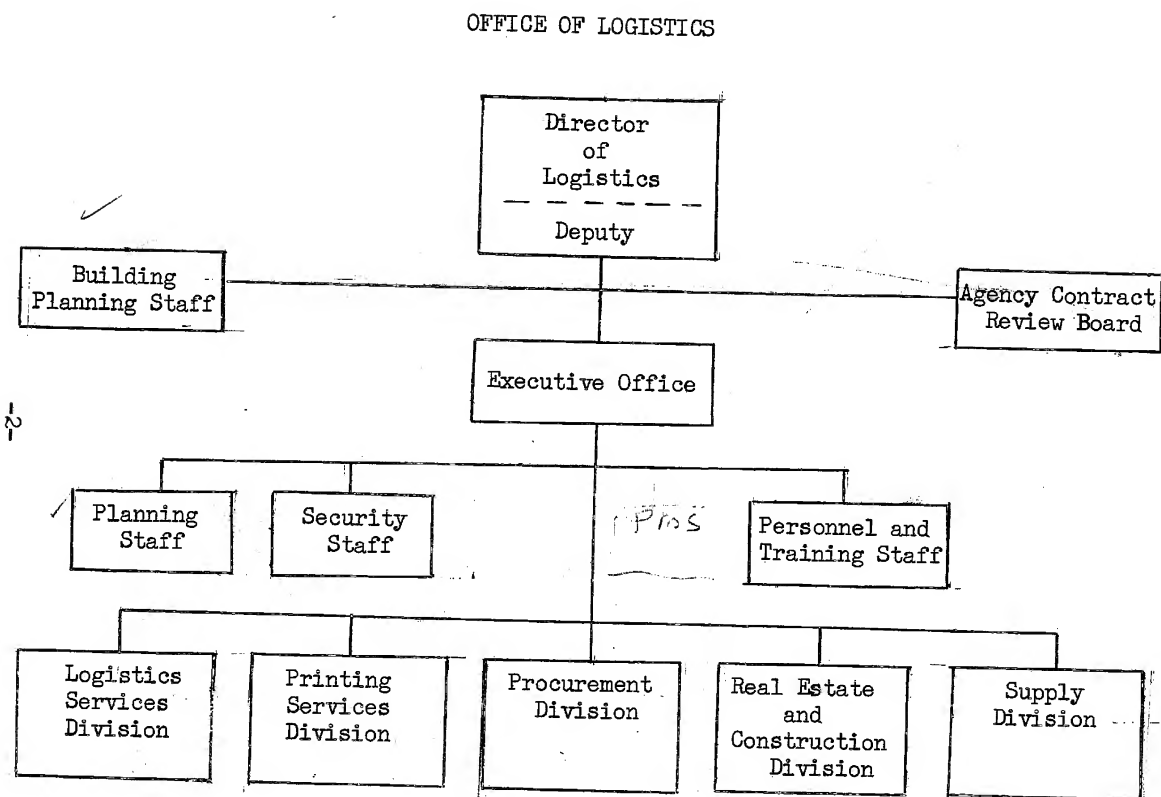 OFFICE OF LOGISTICS
Director
of
Logistics
Deputy
Building
Planning Staff
Agency Contract
Review Board
Executive Office
-2-
Planning
Staff
Security
Staff
Personnel and
Training Staff
Logistics
Services
Division
Printing
Services
Division
Procurement
Division
Real Estate
and
Construction
Division
Supply
Division